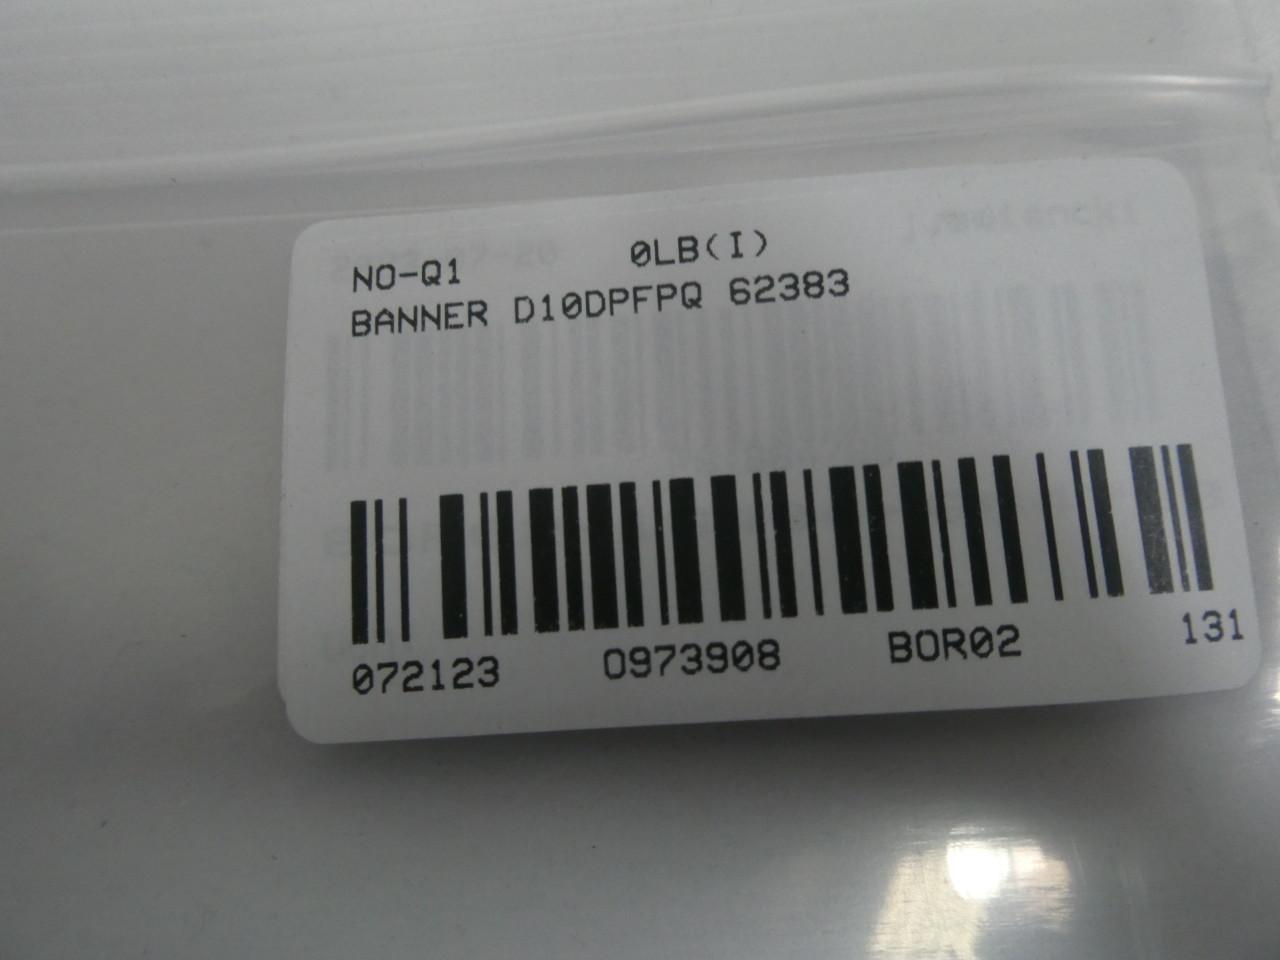 NO-Q1 0LB(I)
BANNER D10DPFPQ 62383
072123 0973908 BOR02 131